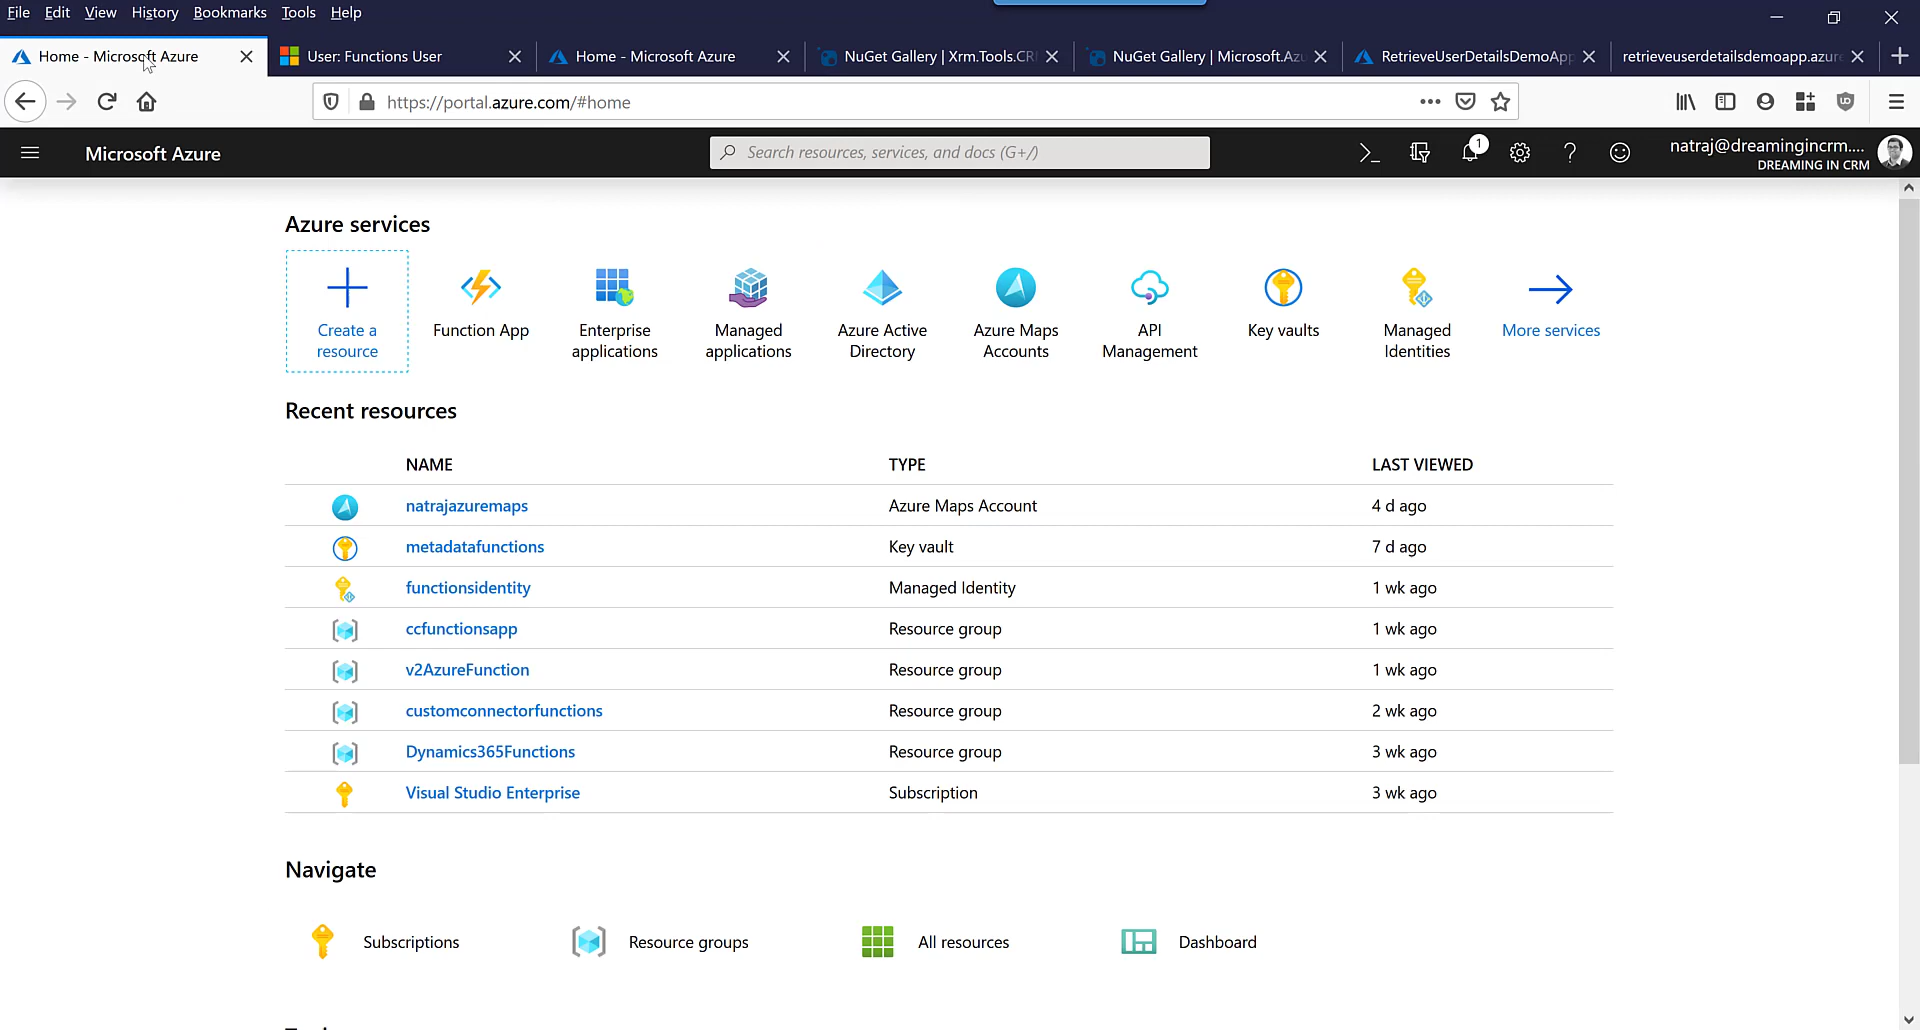 File Edit View History Bookmarks Tools Help
Home - Microsoft Azure
User: Functions User
Home - Microsoft Azure
NuGet Gallery | Xrm.Tools.CR
NuGet Gallery | Microsoft.Azu
RetrieveUserDetailsDemoApp
retrieveuserdetailsdemoapp.azure
https://portal.azure.com/#home
Microsoft Azure
Search resources, services, and docs (G+/)
1
natraj@dreamingincrm....
DREAMING IN CRM
Azure services
Create a
resource
Function App
Enterprise
applications
Managed
applications
Azure Active
Directory
Azure Maps
Accounts
API
Management
Key vaults
Managed
Identities
More services
Recent resources
NAME TYPE LAST VIEWED
natrajazuremaps Azure Maps Account 4 d ago
metadatafunctions Key vault 7 d ago
functionsidentity Managed Identity 1 wk ago
ccfunctionsapp Resource group 1 wk ago
v2AzureFunction Resource group 1 wk ago
customconnectorfunctions Resource group 2 wk ago
Dynamics365Functions Resource group 3 wk ago
Visual Studio Enterprise Subscription 3 wk ago
Navigate
Subscriptions Resource groups All resources Dashboard